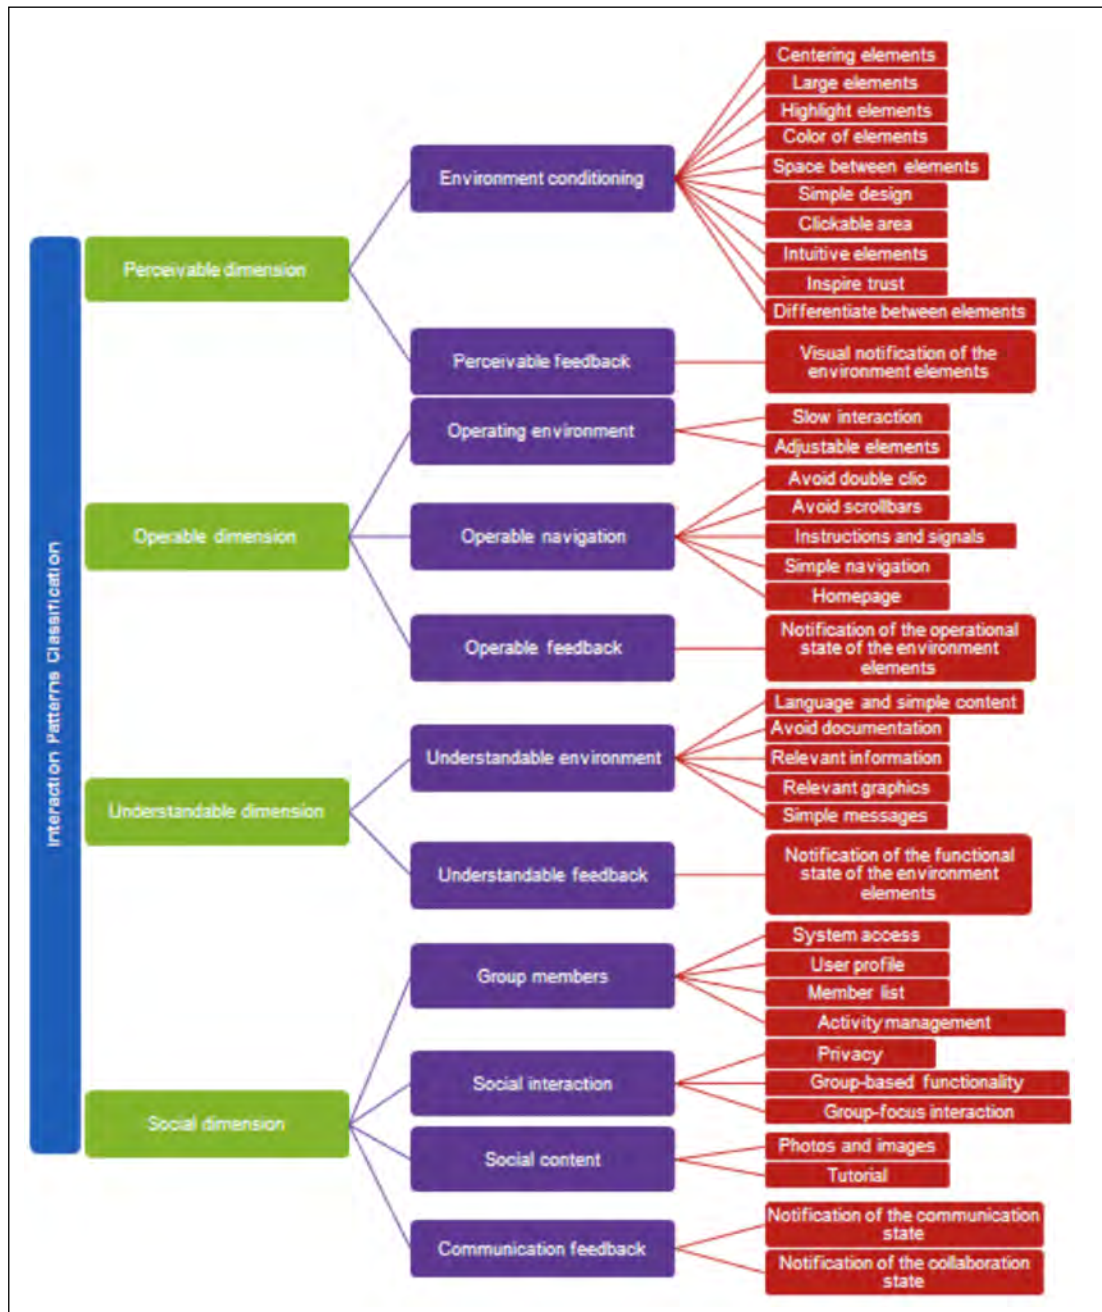 Interaction Patterns Classification
Perceivable dimension
Environment conditioning
Centering elements
Large elements
Highlight elements
Color of elements
Space between elements
Simple design
Clickable area
Intuitive elements
Inspire trust
Differentiate between elements
Perceivable feedback
Visual notification of the
environment elements
Operable dimension
Operating environment
Slow interaction
Adjustable elements
Operable navigation
Avoid double clic
Avoid scrollbars
Instructions and signals
Simple navigation
Homepage
Operable feedback
Notification of the operational
state of the environment
elements
Understandable dimension
Understandable environment
Language and simple content
Avoid documentation
Relevant information
Relevant graphics
Simple messages
Understandable feedback
Notification of the functional
state of the environment
elements
Social dimension
Group members
System access
User profile
Member list
Activity management
Social interaction
Privacy
Group-based functionality
Group-focus interaction
Social content
Photos and images
Tutorial
Communication feedback
Notification of the communication
state
Notification of the collaboration
state